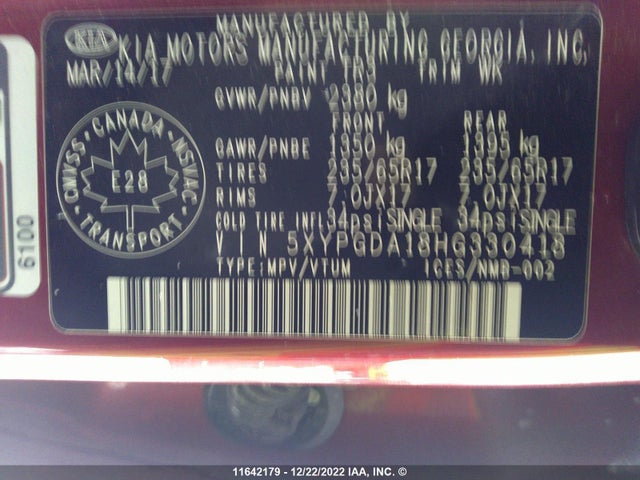 MANUFACTURED BY
KIA KIA MOTORS MANUFACTURING GEORGIA, INC.
MAR/14/17 PAINT TR3 TRIM WK
GVWR/PNBV 2380 kg
FRONT REAR
GAWR/PNBE 1350 kg 1395 kg
TIRES 235/65R17 235/65R17
RIMS 7.0JX17 7.0JX17
COLD TIRE INFL 34psi SINGLE 34psi SINGLE
VIN 5XYPGDA18HG330418
TYPE:MPV/VTUM ICES/NMB-002
CMVSS · CANADA · NSVAC
E28
TRANSPORT
6100
11642179 - 12/22/2022 IAA, INC. ©